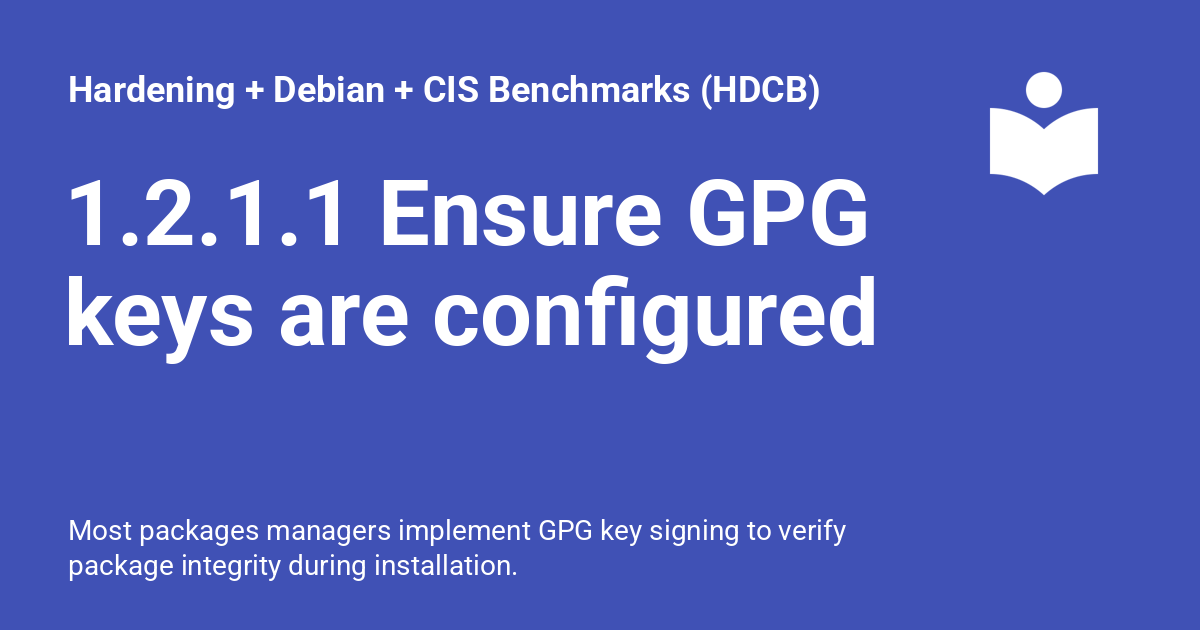 Hardening + Debian + CIS Benchmarks (HDCB)
1.2.1.1 Ensure GPG
keys are configured
Most packages managers implement GPG key signing to verify
package integrity during installation.